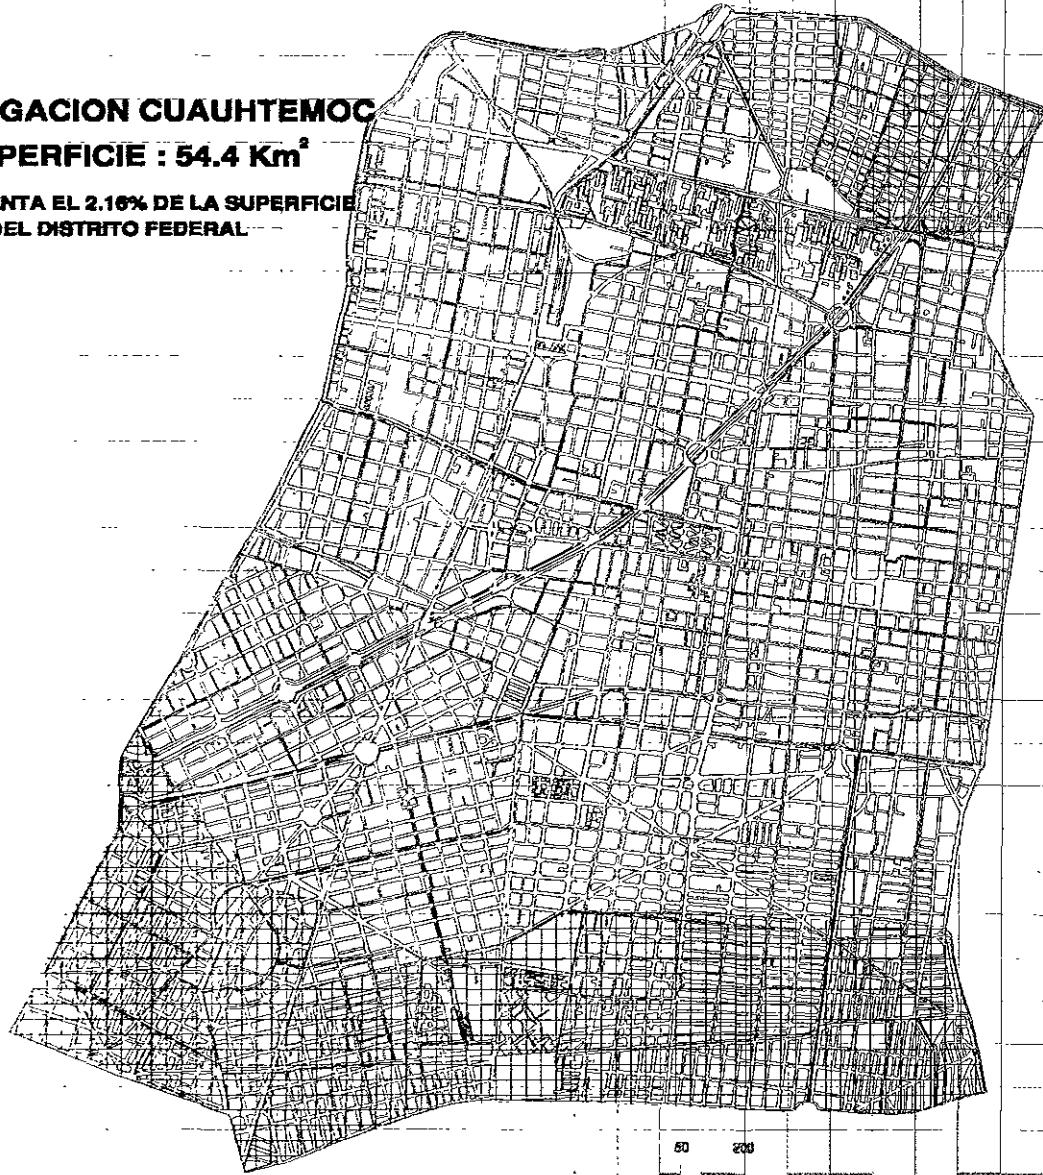 GACION CUAUHTEMOC
PERFICIE : 54.4 Km²
NTA EL 2.16% DE LA SUPERFICIE
DEL DISTRITO FEDERAL
50 200